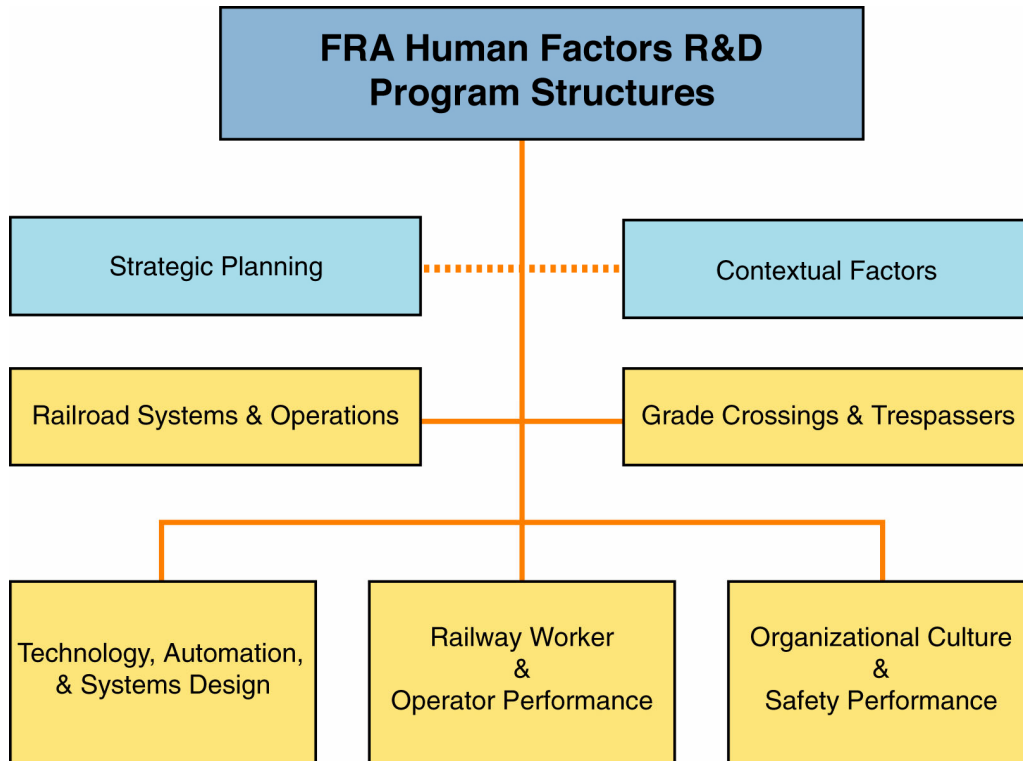 FRA Human Factors R&D
Program Structures
Strategic Planning
Contextual Factors
Railroad Systems & Operations
Grade Crossings & Trespassers
Technology, Automation,
& Systems Design
Railway Worker
&
Operator Performance
Organizational Culture
&
Safety Performance